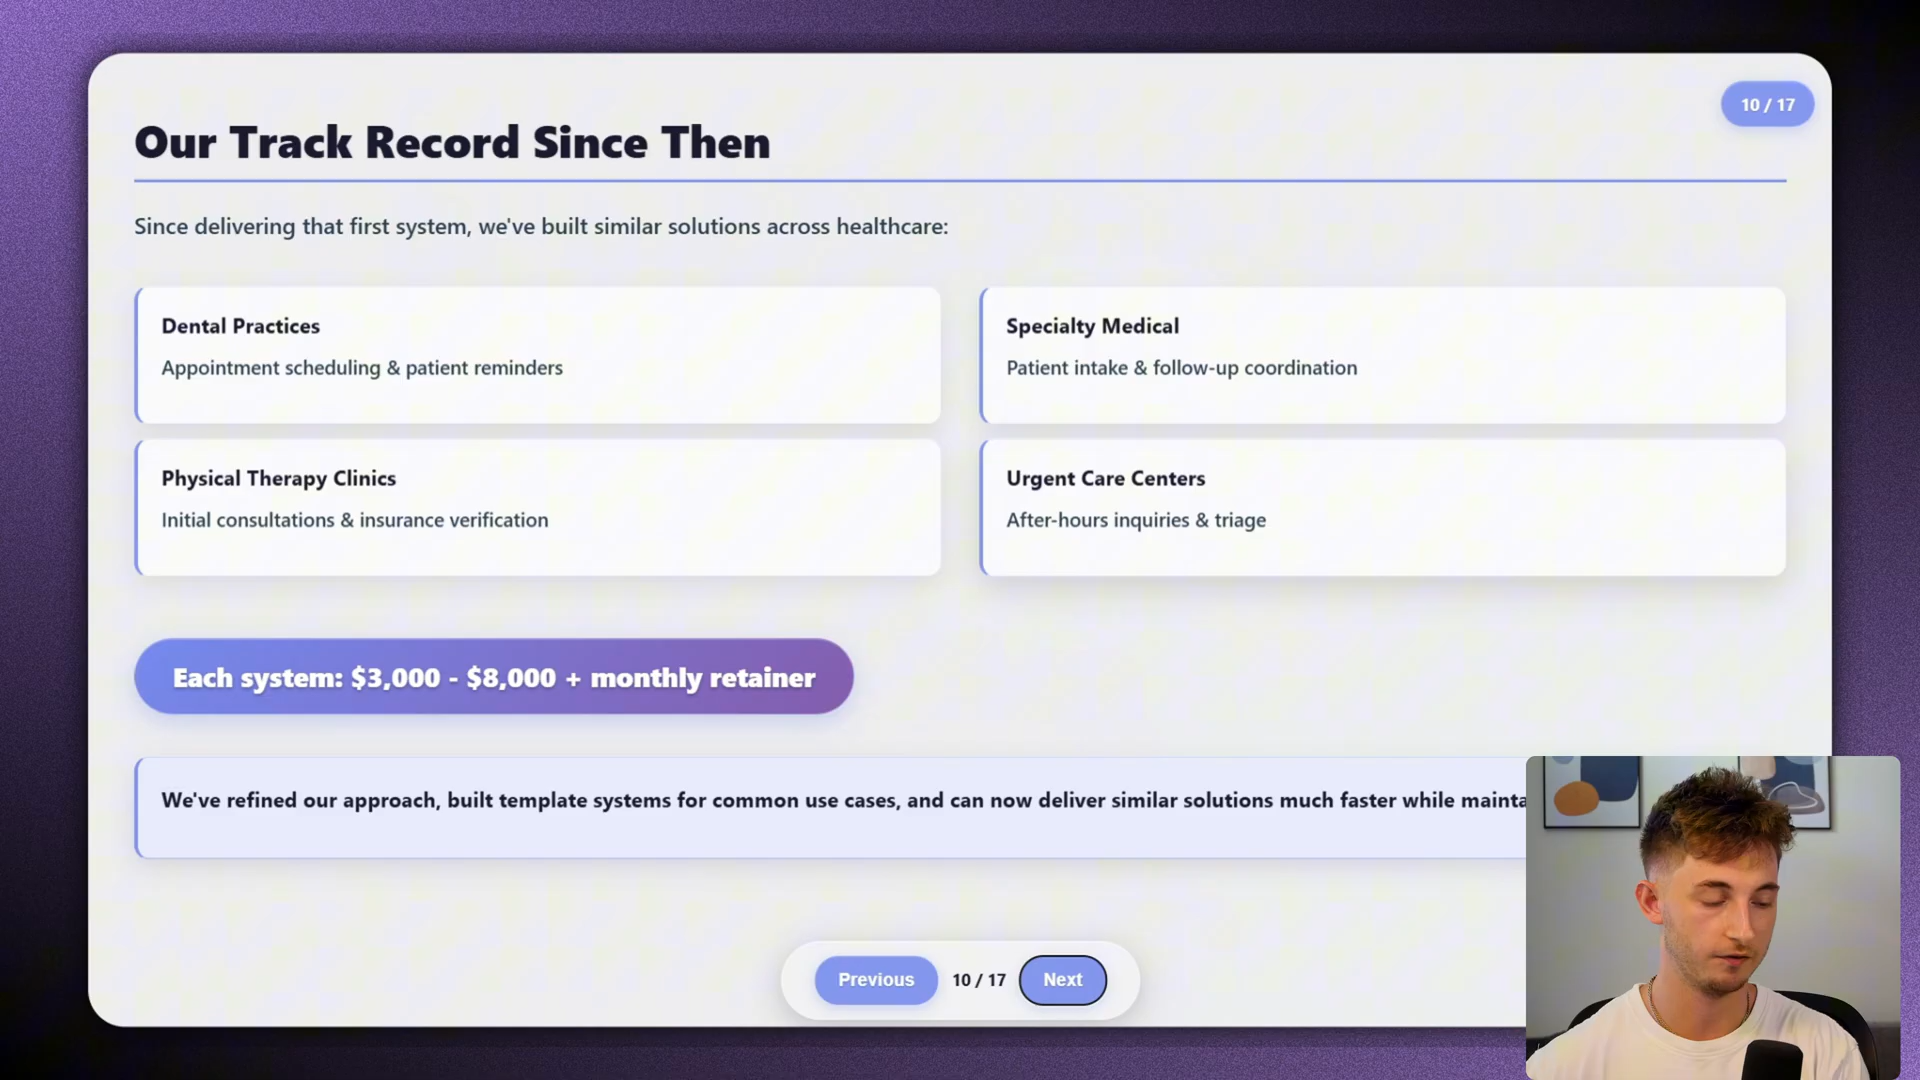 10 / 17
Our Track Record Since Then
Since delivering that first system, we've built similar solutions across healthcare:
Dental Practices
Appointment scheduling & patient reminders
Specialty Medical
Patient intake & follow-up coordination
Physical Therapy Clinics
Initial consultations & insurance verification
Urgent Care Centers
After-hours inquiries & triage
Each system: $3,000 - $8,000 + monthly retainer
We've refined our approach, built template systems for common use cases, and can now deliver similar solutions much faster while
Previous 10 / 17 Next